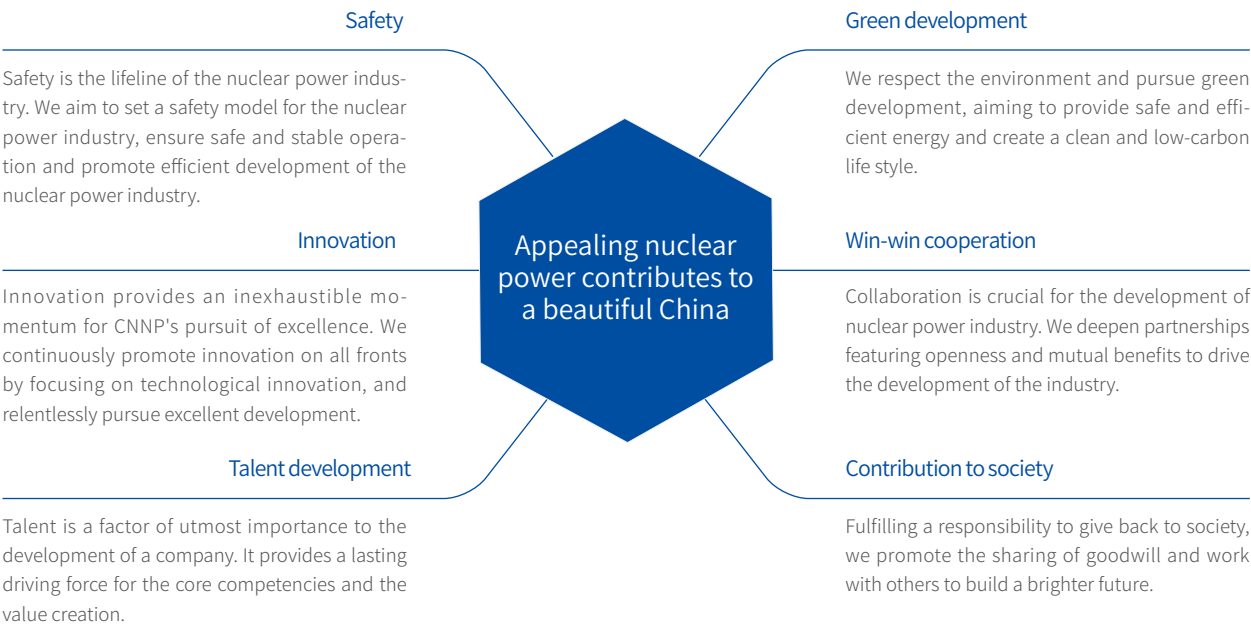 Safety
Safety is the lifeline of the nuclear power indus-
try. We aim to set a safety model for the nuclear
power industry, ensure safe and stable opera-
tion and promote efficient development of the
nuclear power industry.
Innovation
Innovation provides an inexhaustible mo-
mentum for CNNP's pursuit of excellence. We
continuously promote innovation on all fronts
by focusing on technological innovation, and
relentlessly pursue excellent development.
Talent development
Talent is a factor of utmost importance to the
development of a company. It provides a lasting
driving force for the core competencies and the
value creation.
Appealing nuclear
power contributes to
a beautiful China
Green development
We respect the environment and pursue green
development, aiming to provide safe and effi-
cient energy and create a clean and low-carbon
life style.
Win-win cooperation
Collaboration is crucial for the development of
nuclear power industry. We deepen partnerships
featuring openness and mutual benefits to drive
the development of the industry.
Contribution to society
Fulfilling a responsibility to give back to society,
we promote the sharing of goodwill and work
with others to build a brighter future.